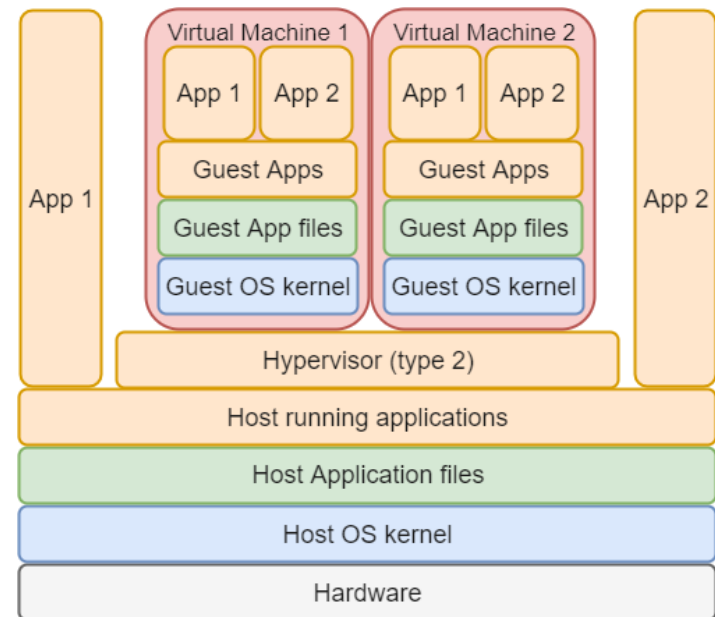 Virtual Machine 1
Virtual Machine 2
App 1
App 2
App 1
App 2
App 1
Guest Apps
Guest Apps
App 2
Guest App files
Guest App files
Guest OS kernel
Guest OS kernel
Hypervisor (type 2)
Host running applications
Host Application files
Host OS kernel
Hardware